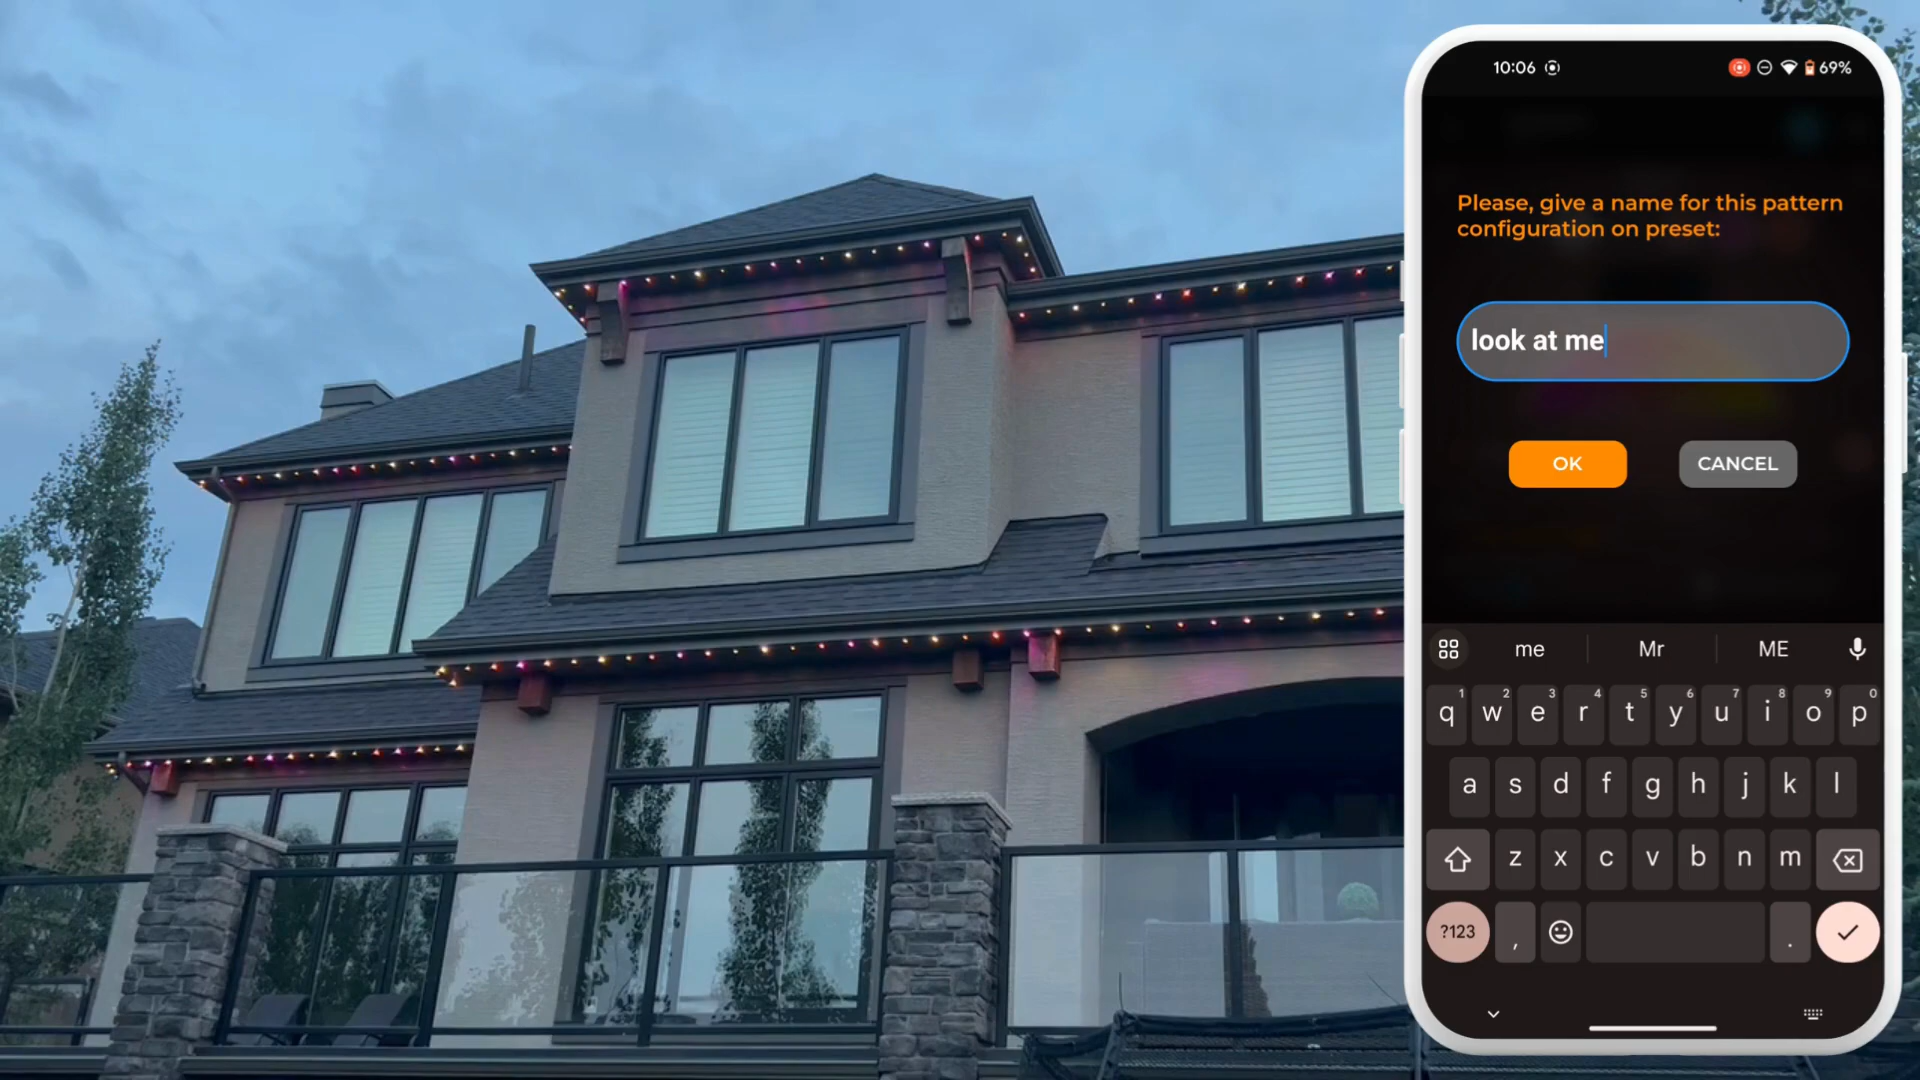 10:06
69%
Please, give a name for this pattern
configuration on preset:
look at me
OK CANCEL
me Mr ME
1 2 3 4 5 6 7 8 9 0
q w e r t y u i o p
a s d f g h j k l
z x c v b n m
?123 , .